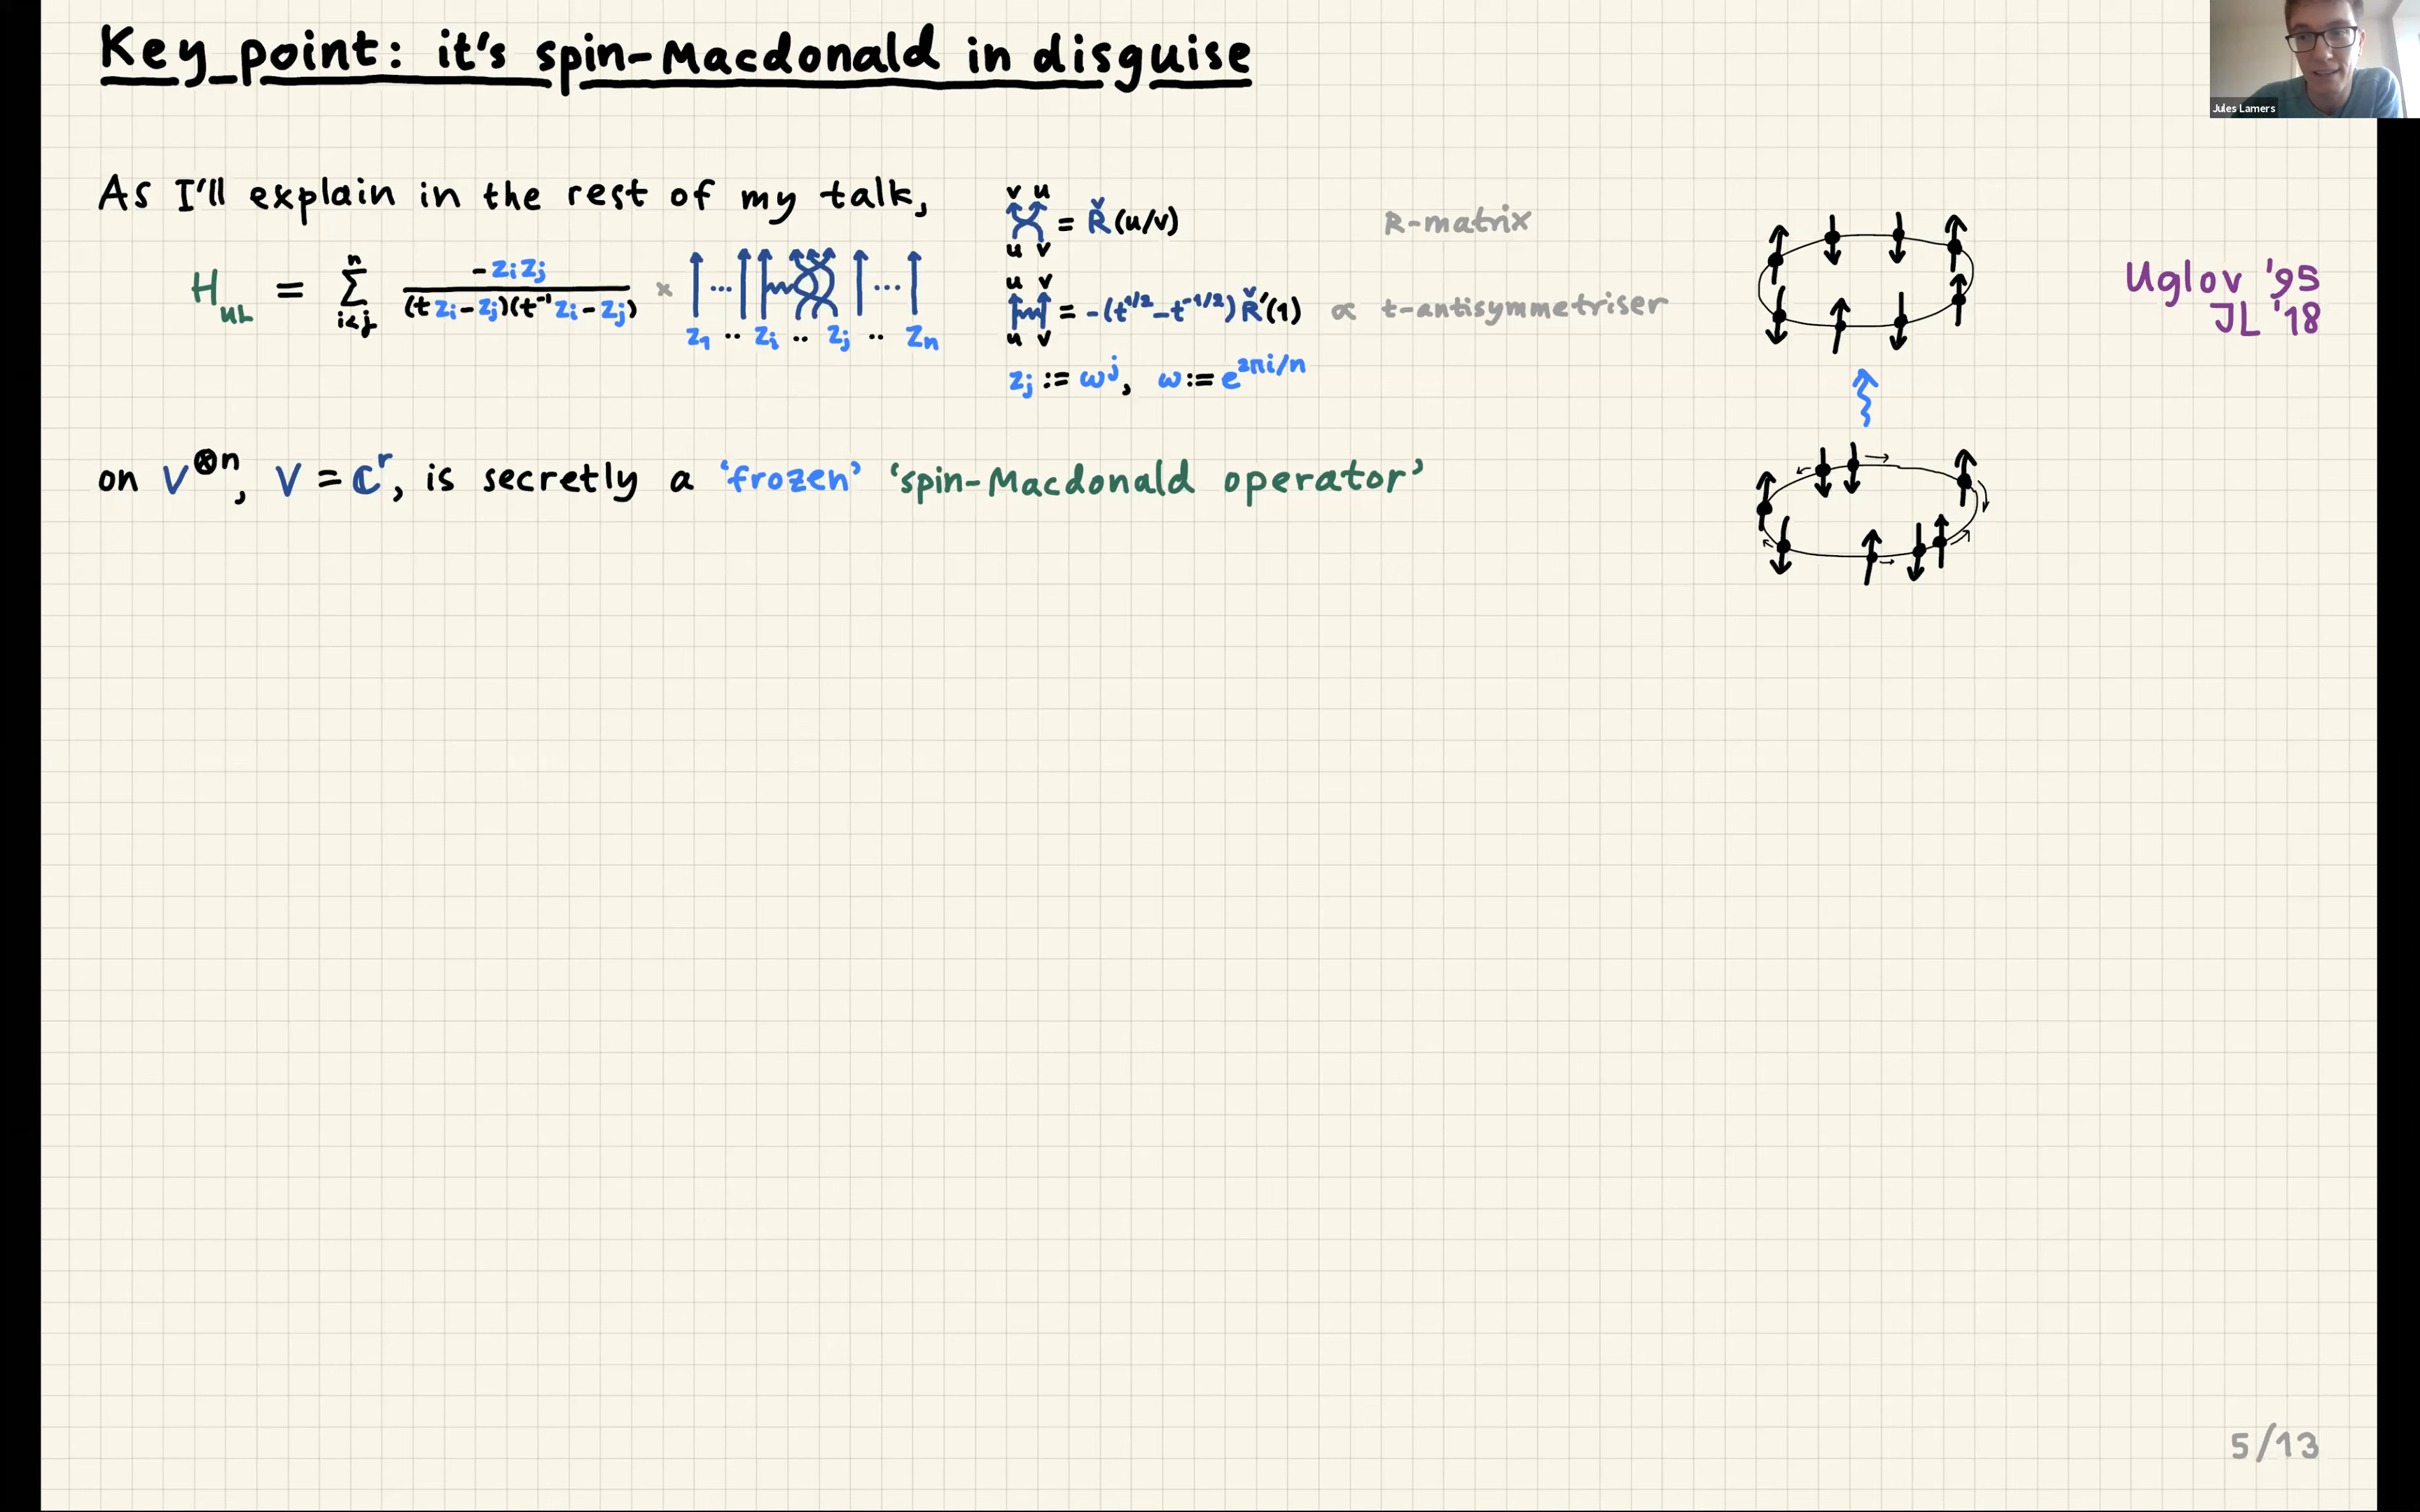 Key point: it's spin-Macdonald in disguise
Jules Lamers
As I'll explain in the rest of my talk,
v u
= Ř(u/v) R-matrix
u v
H_UL = Σ_{i<j}^n -z_i z_j / ((t z_i - z_j)(t^{-1} z_i - z_j)) × ... ...
z_1 .. z_i .. z_j .. z_n
u v
= -(t^{1/2} - t^{-1/2}) Ř'(1) ∝ t-antisymmetriser
u v
z_j := ω^j, ω := e^{2πi/n}
Uglov '95
JL '18
on V^{⊗n}, V = ℂ^r, is secretly a ‘frozen’ ‘spin-Macdonald operator’
5/13